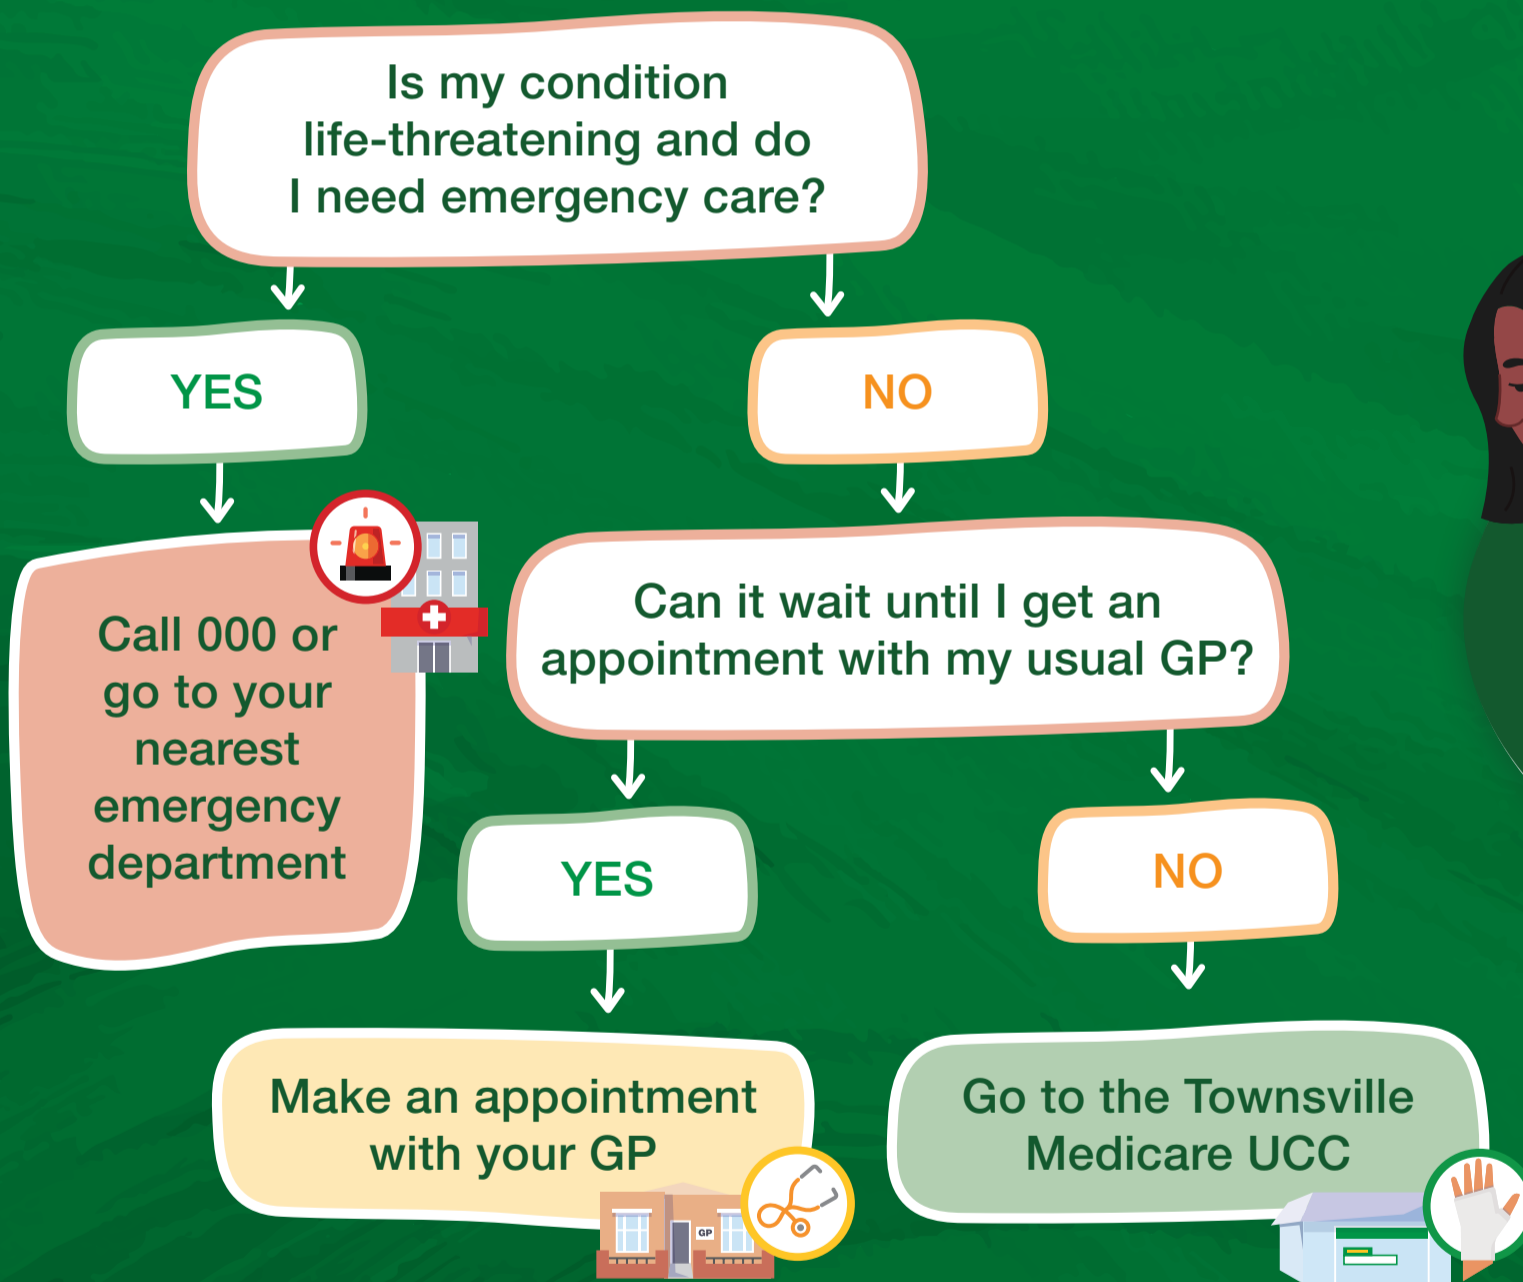 Is my condition
life-threatening and do
I need emergency care?
YES
NO
Call 000 or
go to your
nearest
emergency
department
Can it wait until I get an
appointment with my usual GP?
YES
NO
Make an appointment
with your GP
GP
Go to the Townsville
Medicare UCC